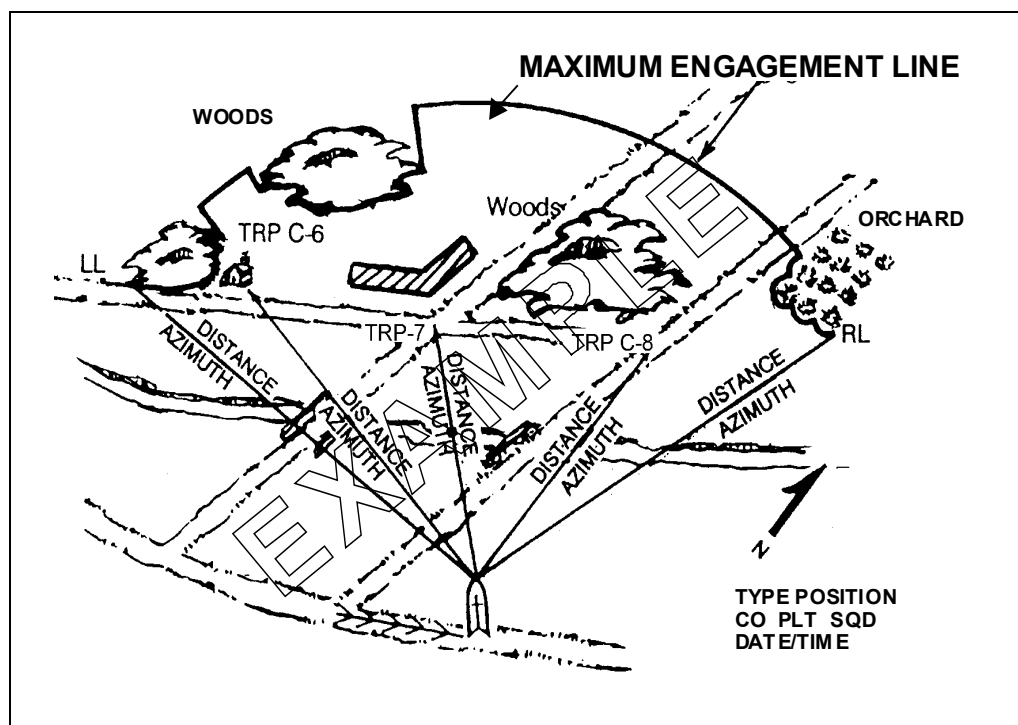 MAXIMUM ENGAGEMENT LINE
WOODS
Woods
ORCHARD
TRP C-6
LL
TRP-7
TRP C-8
RL
DISTANCE
AZIMUTH
DISTANCE
AZIMUTH
DISTANCE
AZIMUTH
DISTANCE
AZIMUTH
DISTANCE
AZIMUTH
EXAMPLE
N
TYPE POSITION
CO PLT SQD
DATE/TIME